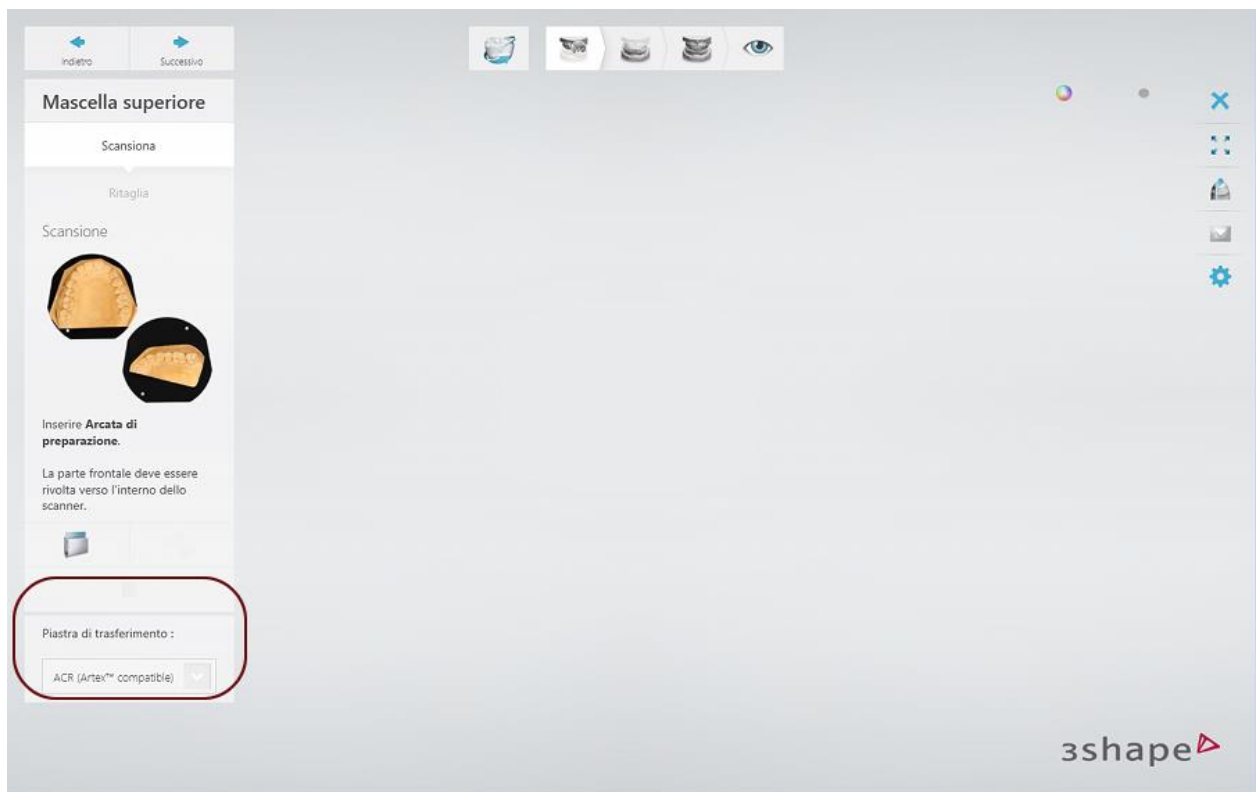 Indietro
Successivo
Mascella superiore
Scansiona
Ritaglia
Scansione
Inserire Arcata di
preparazione.
La parte frontale deve essere
rivolta verso l'interno dello
scanner.
Piastra di trasferimento :
ACR (Artex™ compatible)
3shape